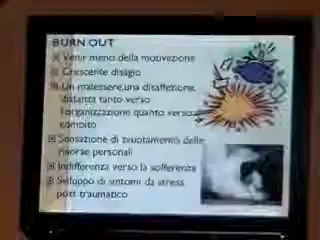 BURN OUT
Venir meno della motivazione
Crescente disagio
Un malessere, una disaffezione,
distanza tanto verso
l'organizzazione quanto verso
compito
Sensazione di svuotamento delle
risorse personali
Indifferenza verso la sofferenza
Sviluppo di sintomi da stress
post traumatico